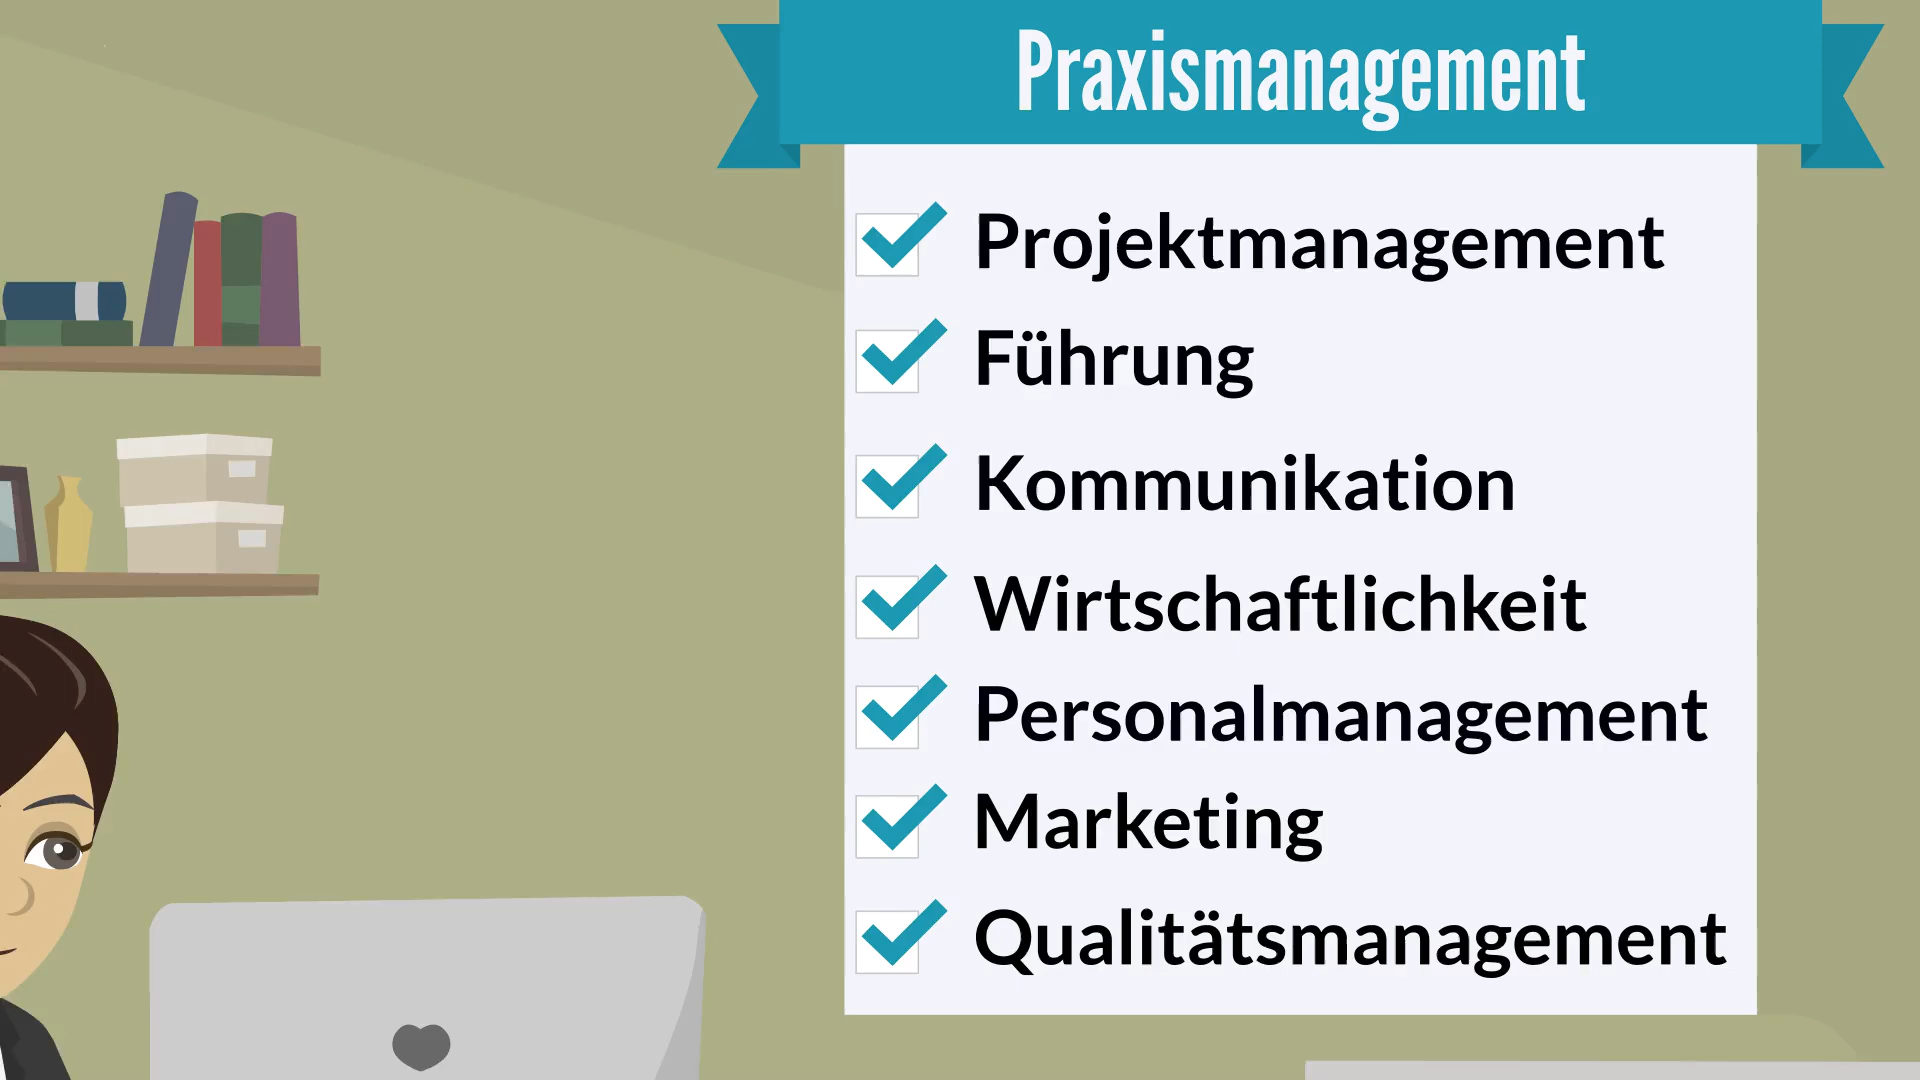 Praxismanagement
Projektmanagement
Führung
Kommunikation
Wirtschaftlichkeit
Personalmanagement
Marketing
Qualitätsmanagement